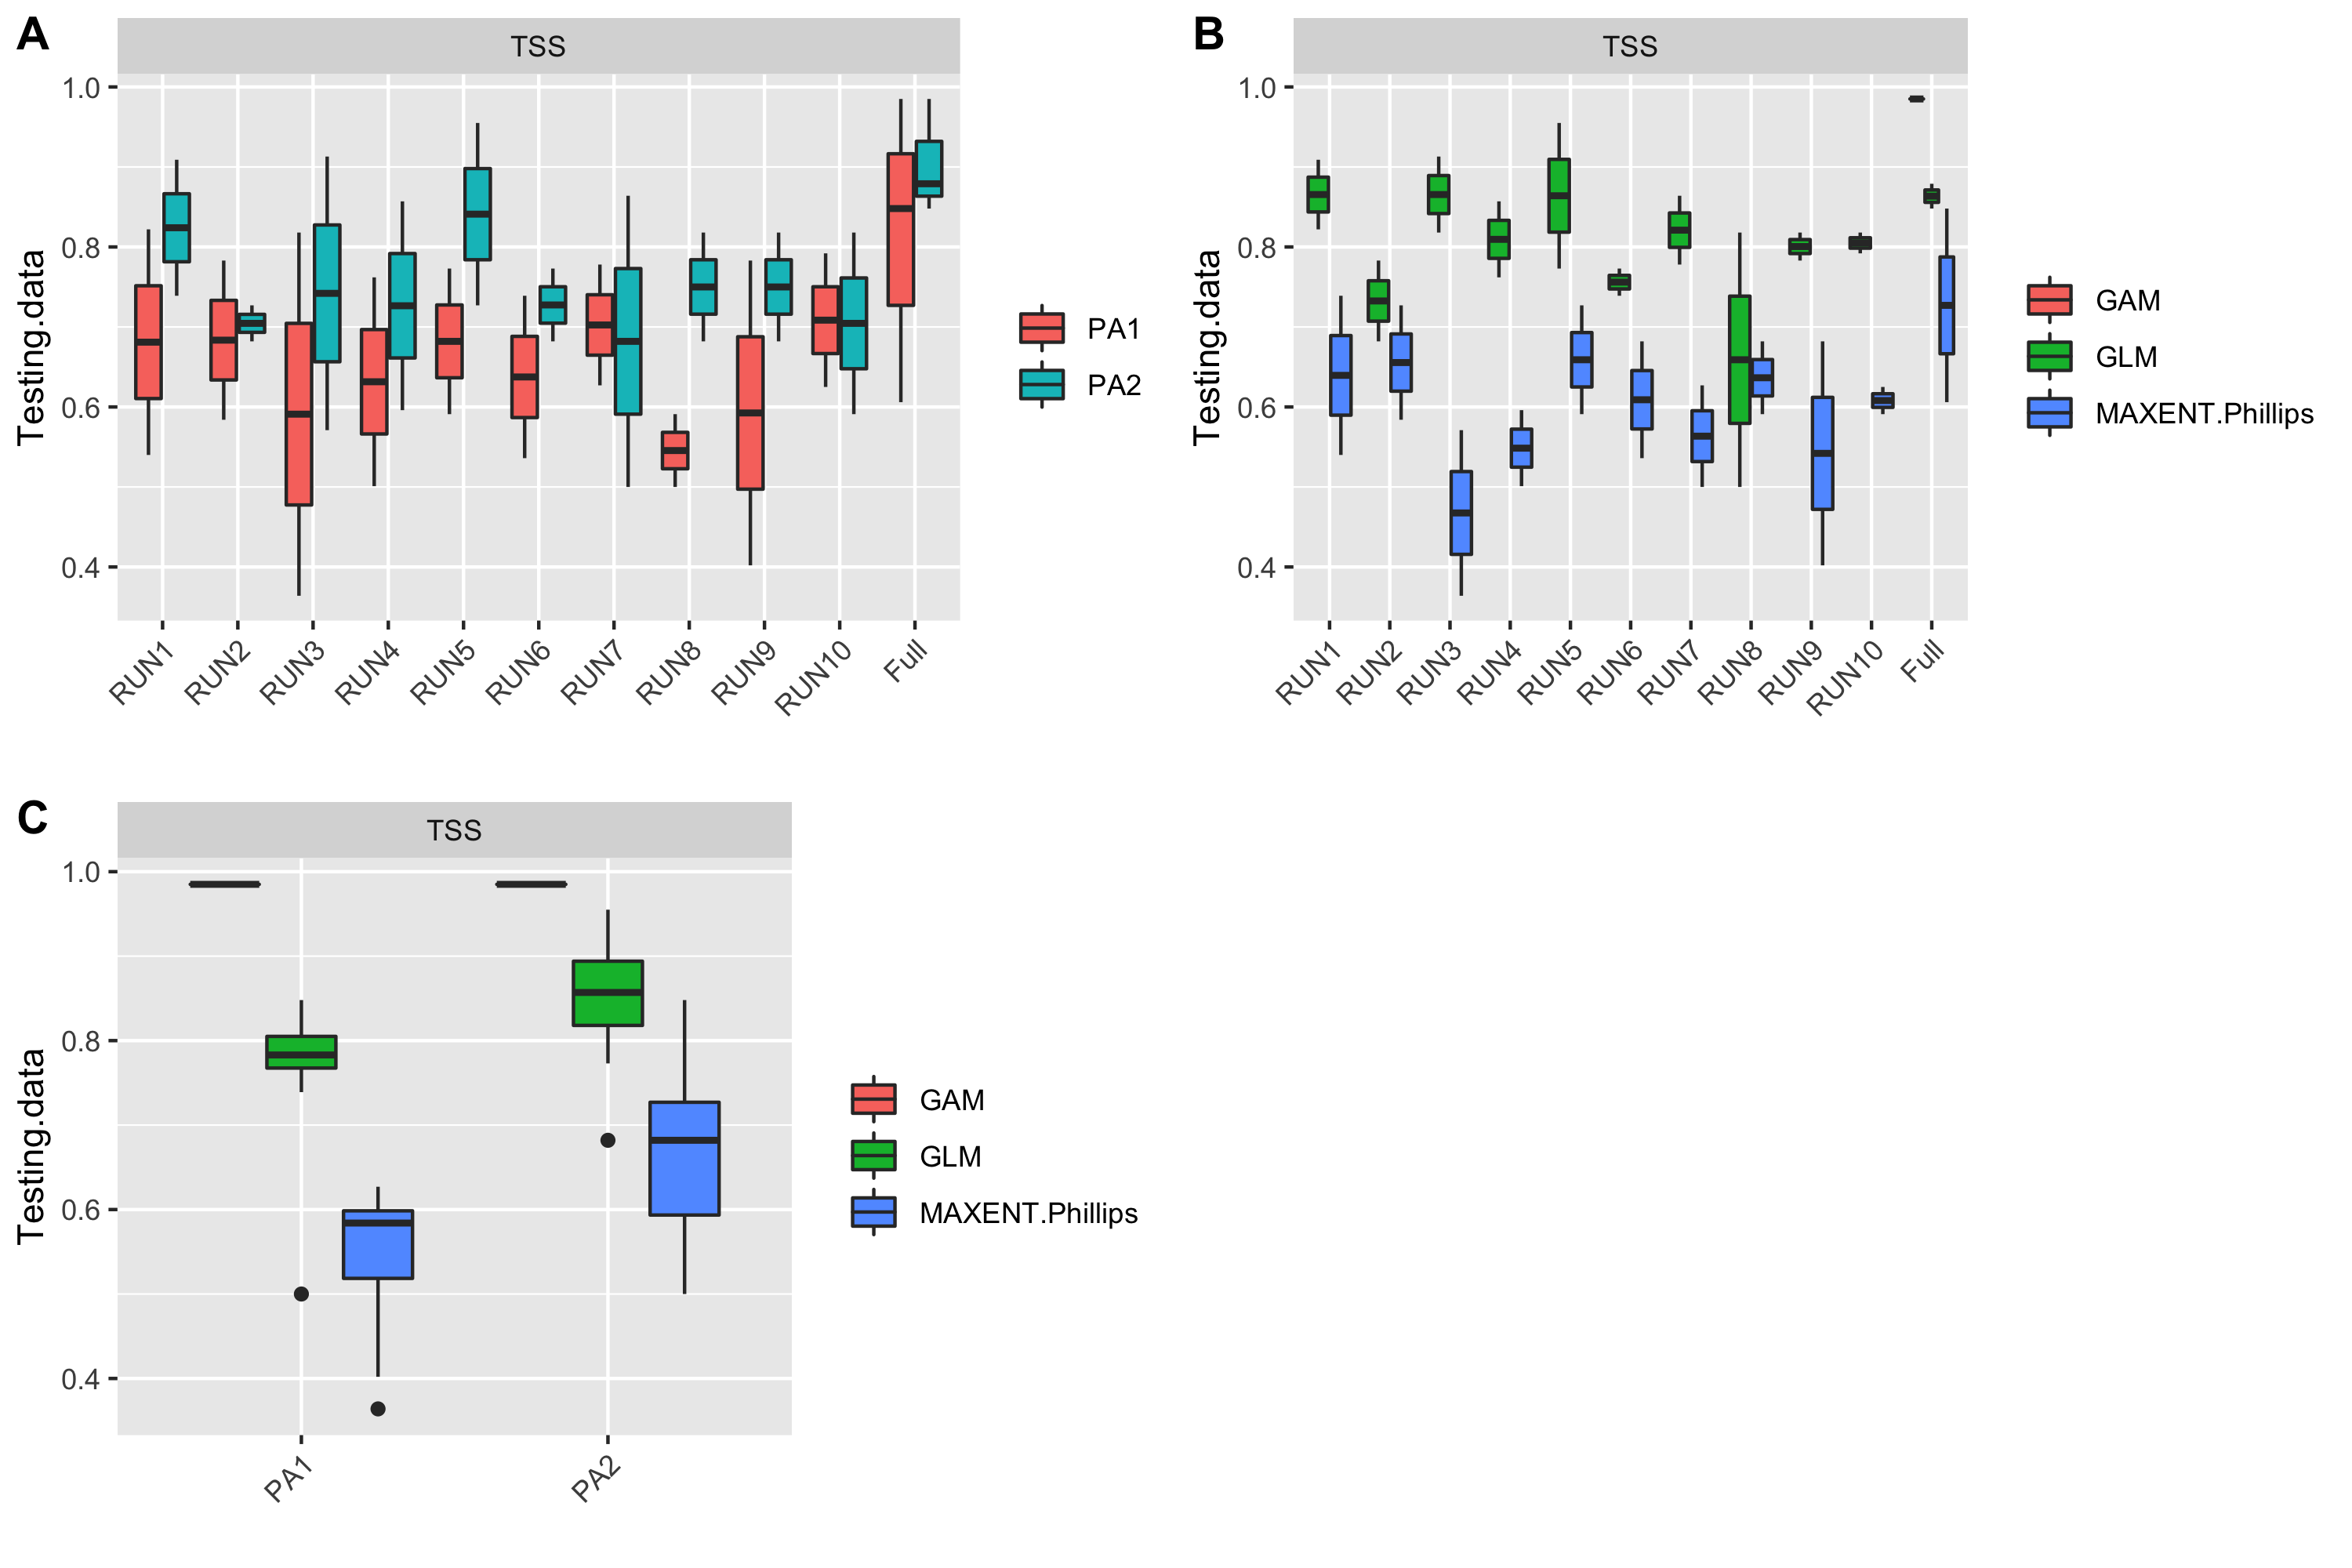 A
TSS
1.0
0.8
0.6
0.4
Testing.data
RUN1
RUN2
RUN3
RUN4
RUN5
RUN6
RUN7
RUN8
RUN9
RUN10
Full
PA1
PA2
B
TSS
1.0
0.8
0.6
0.4
Testing.data
RUN1
RUN2
RUN3
RUN4
RUN5
RUN6
RUN7
RUN8
RUN9
RUN10
Full
GAM
GLM
MAXENT.Phillips
C
TSS
1.0
0.8
0.6
0.4
Testing.data
PA1
PA2
GAM
GLM
MAXENT.Phillips